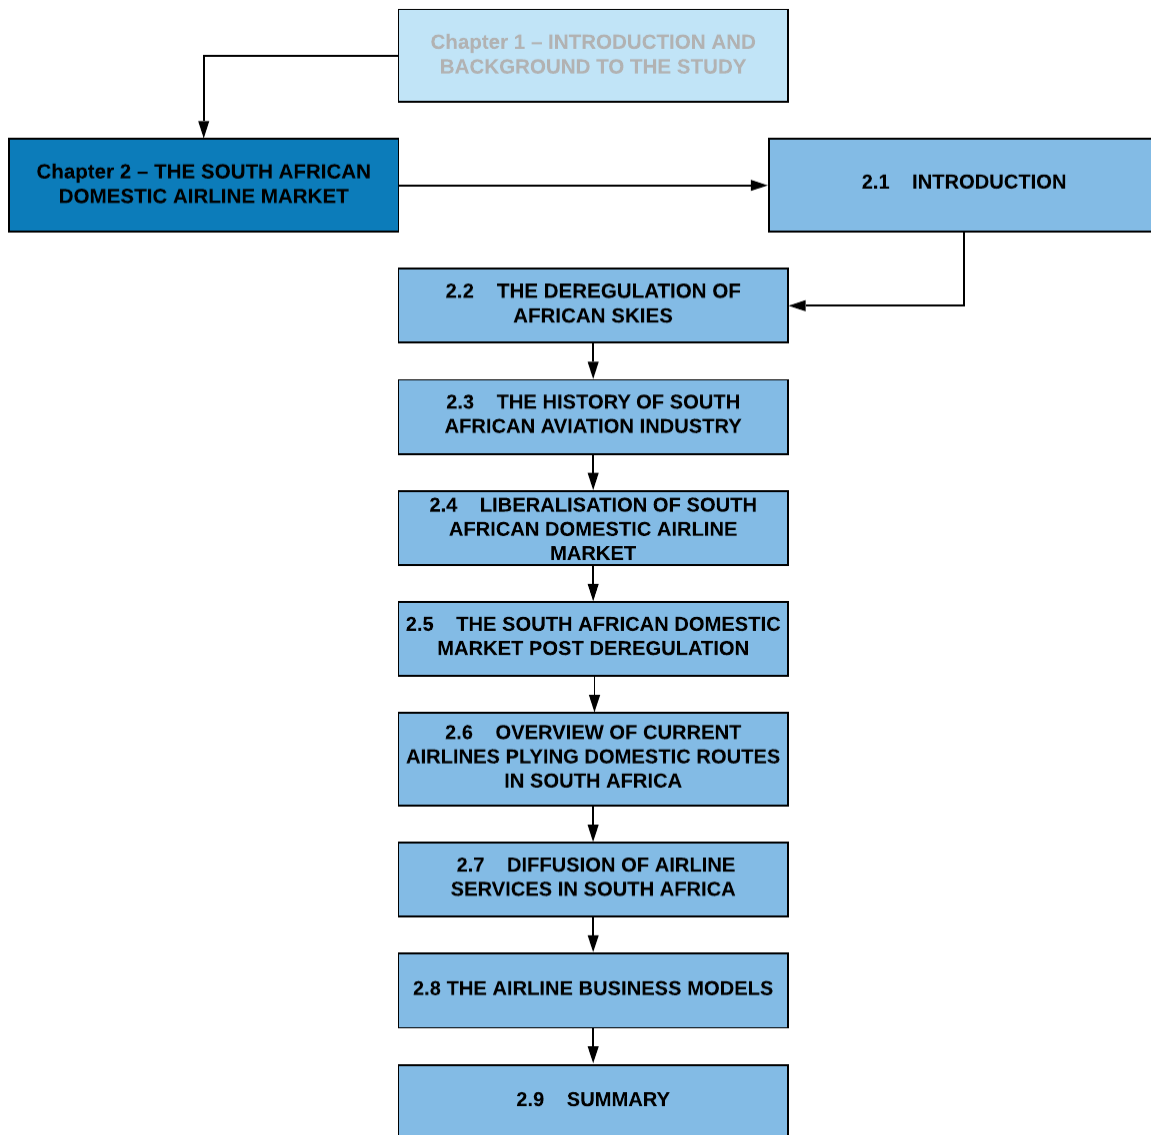 Chapter 1 – INTRODUCTION AND
BACKGROUND TO THE STUDY
Chapter 2 – THE SOUTH AFRICAN
DOMESTIC AIRLINE MARKET
2.1 INTRODUCTION
2.2 THE DEREGULATION OF
AFRICAN SKIES
2.3 THE HISTORY OF SOUTH
AFRICAN AVIATION INDUSTRY
2.4 LIBERALISATION OF SOUTH
AFRICAN DOMESTIC AIRLINE
MARKET
2.5 THE SOUTH AFRICAN DOMESTIC
MARKET POST DEREGULATION
2.6 OVERVIEW OF CURRENT
AIRLINES PLYING DOMESTIC ROUTES
IN SOUTH AFRICA
2.7 DIFFUSION OF AIRLINE
SERVICES IN SOUTH AFRICA
2.8 THE AIRLINE BUSINESS MODELS
2.9 SUMMARY